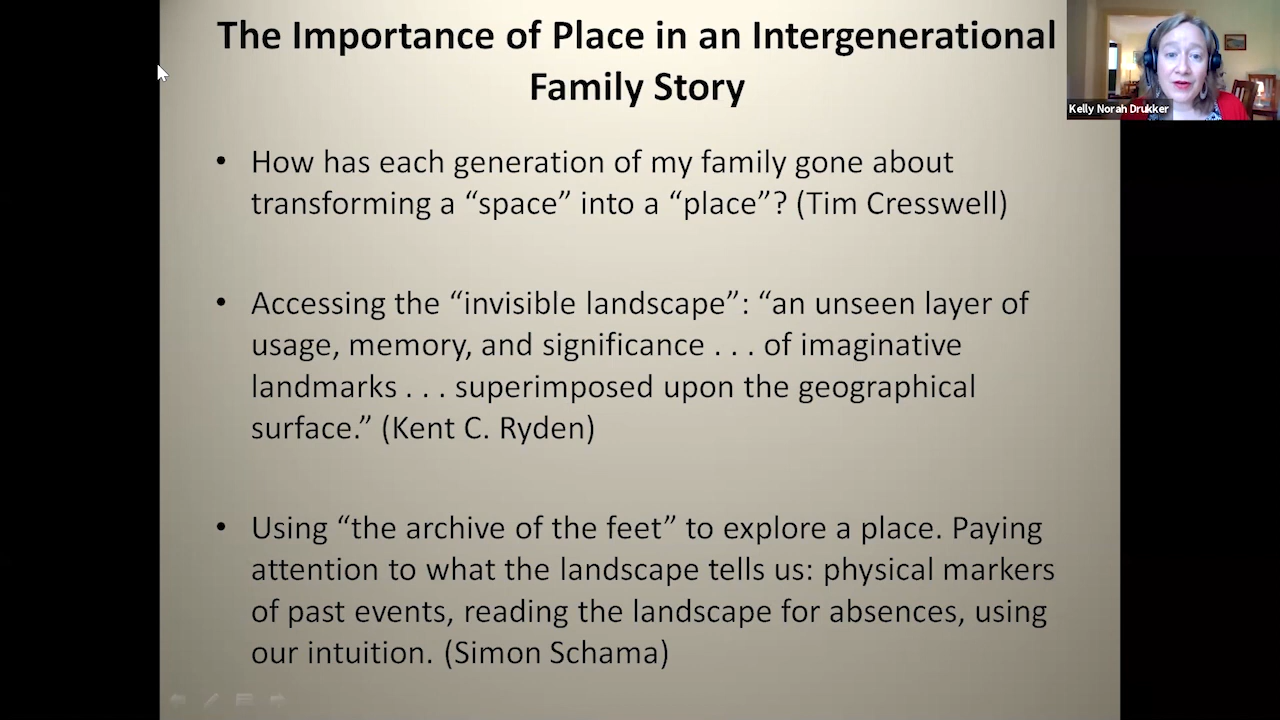 The Importance of Place in an Intergenerational
Family Story
Kelly Norah Drukker
• How has each generation of my family gone about
transforming a “space” into a “place”? (Tim Cresswell)
• Accessing the “invisible landscape”: “an unseen layer of
usage, memory, and significance . . . of imaginative
landmarks . . . superimposed upon the geographical
surface.” (Kent C. Ryden)
• Using “the archive of the feet” to explore a place. Paying
attention to what the landscape tells us: physical markers
of past events, reading the landscape for absences, using
our intuition. (Simon Schama)